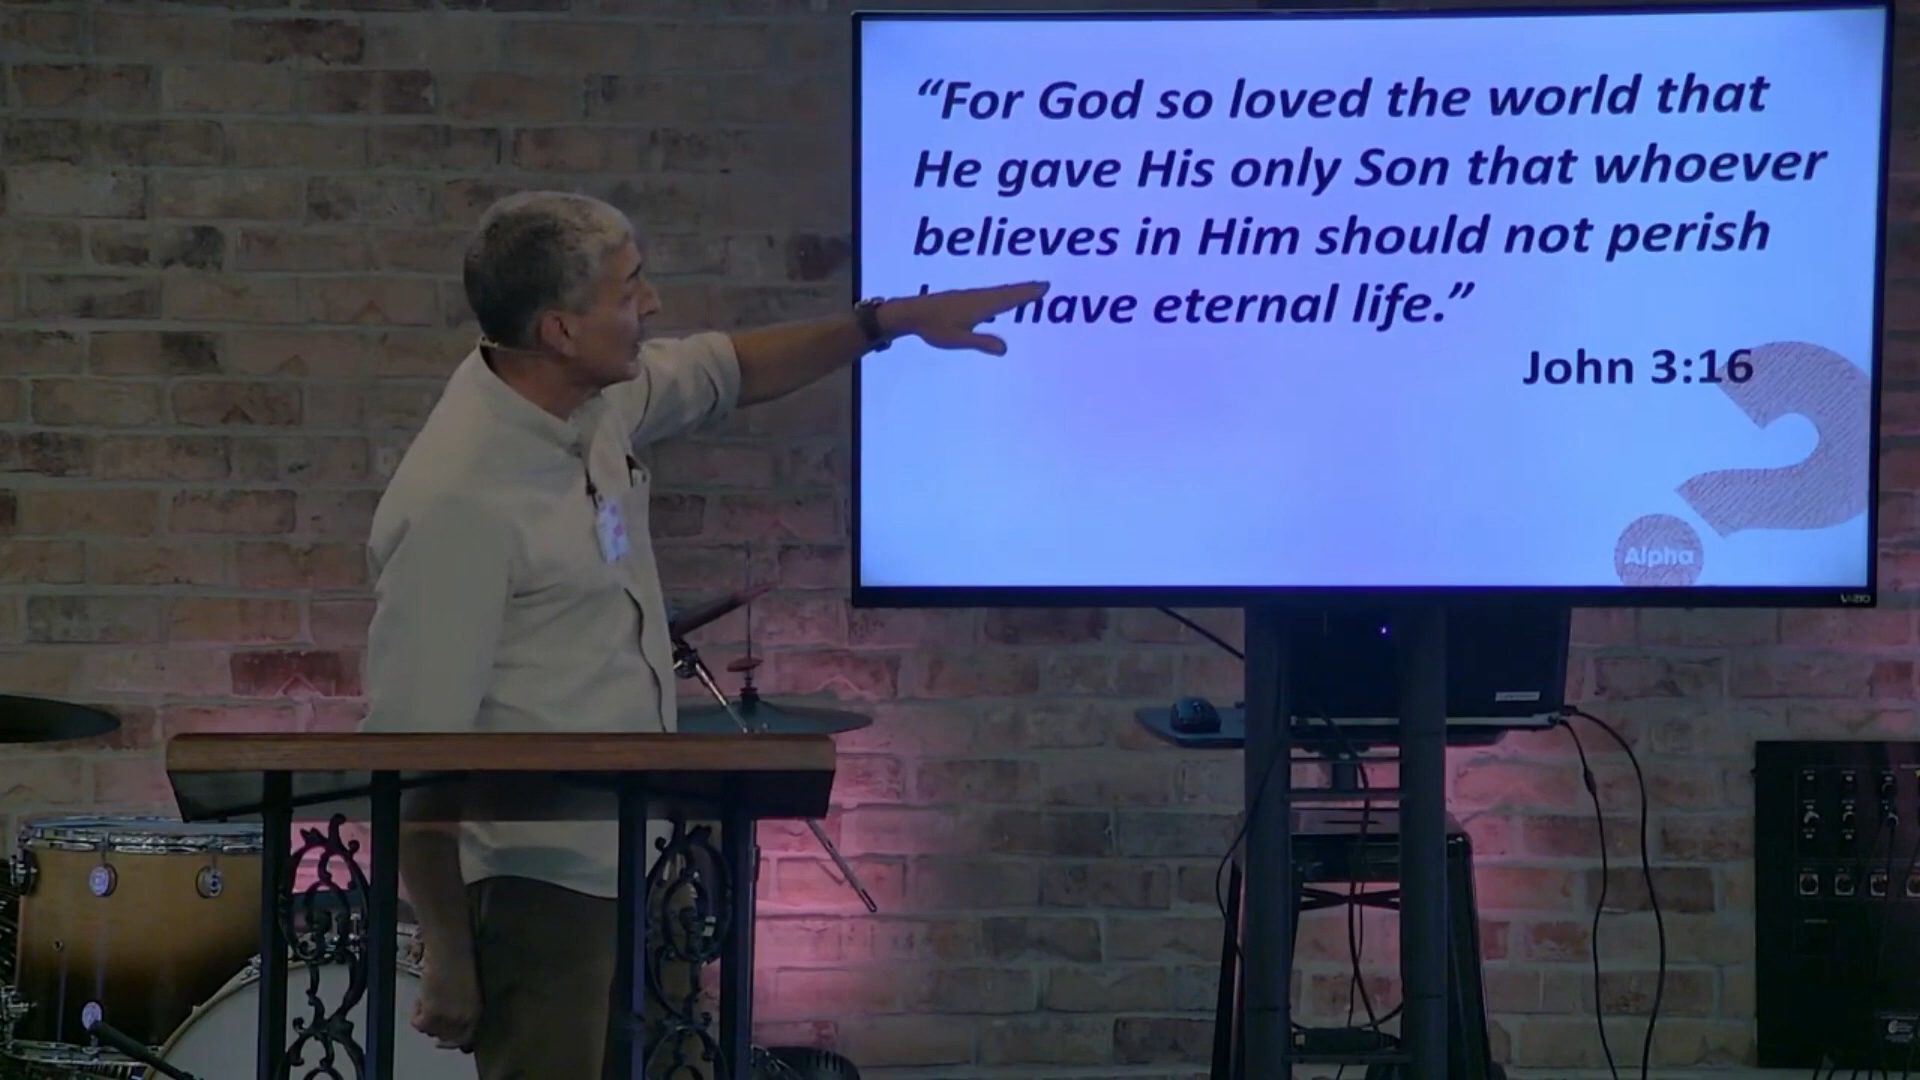 “For God so loved the world that
He gave His only Son that whoever
believes in Him should not perish
have eternal life.”
John 3:16
Alpha
VIZIO